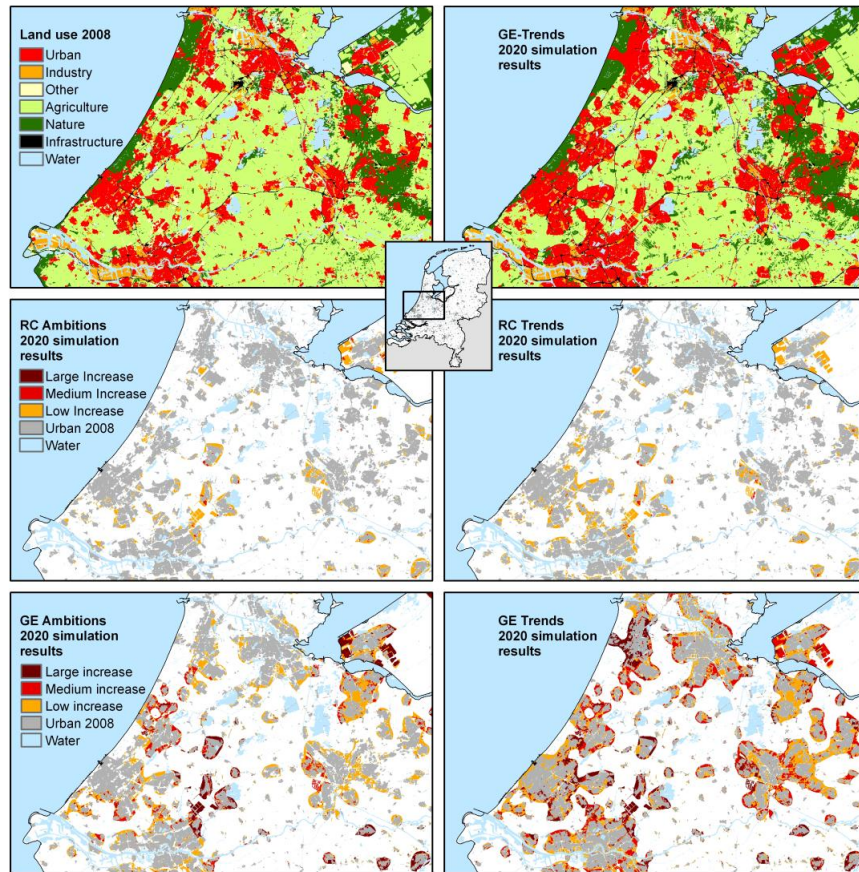 Land use 2008
Urban
Industry
Other
Agriculture
Nature
Infrastructure
Water
GE-Trends
2020 simulation
results
RC Ambitions
2020 simulation
results
Large Increase
Medium Increase
Low Increase
Urban 2008
Water
RC Trends
2020 simulation
results
GE Ambitions
2020 simulation
results
Large increase
Medium increase
Low increase
Urban 2008
Water
GE Trends
2020 simulation
results